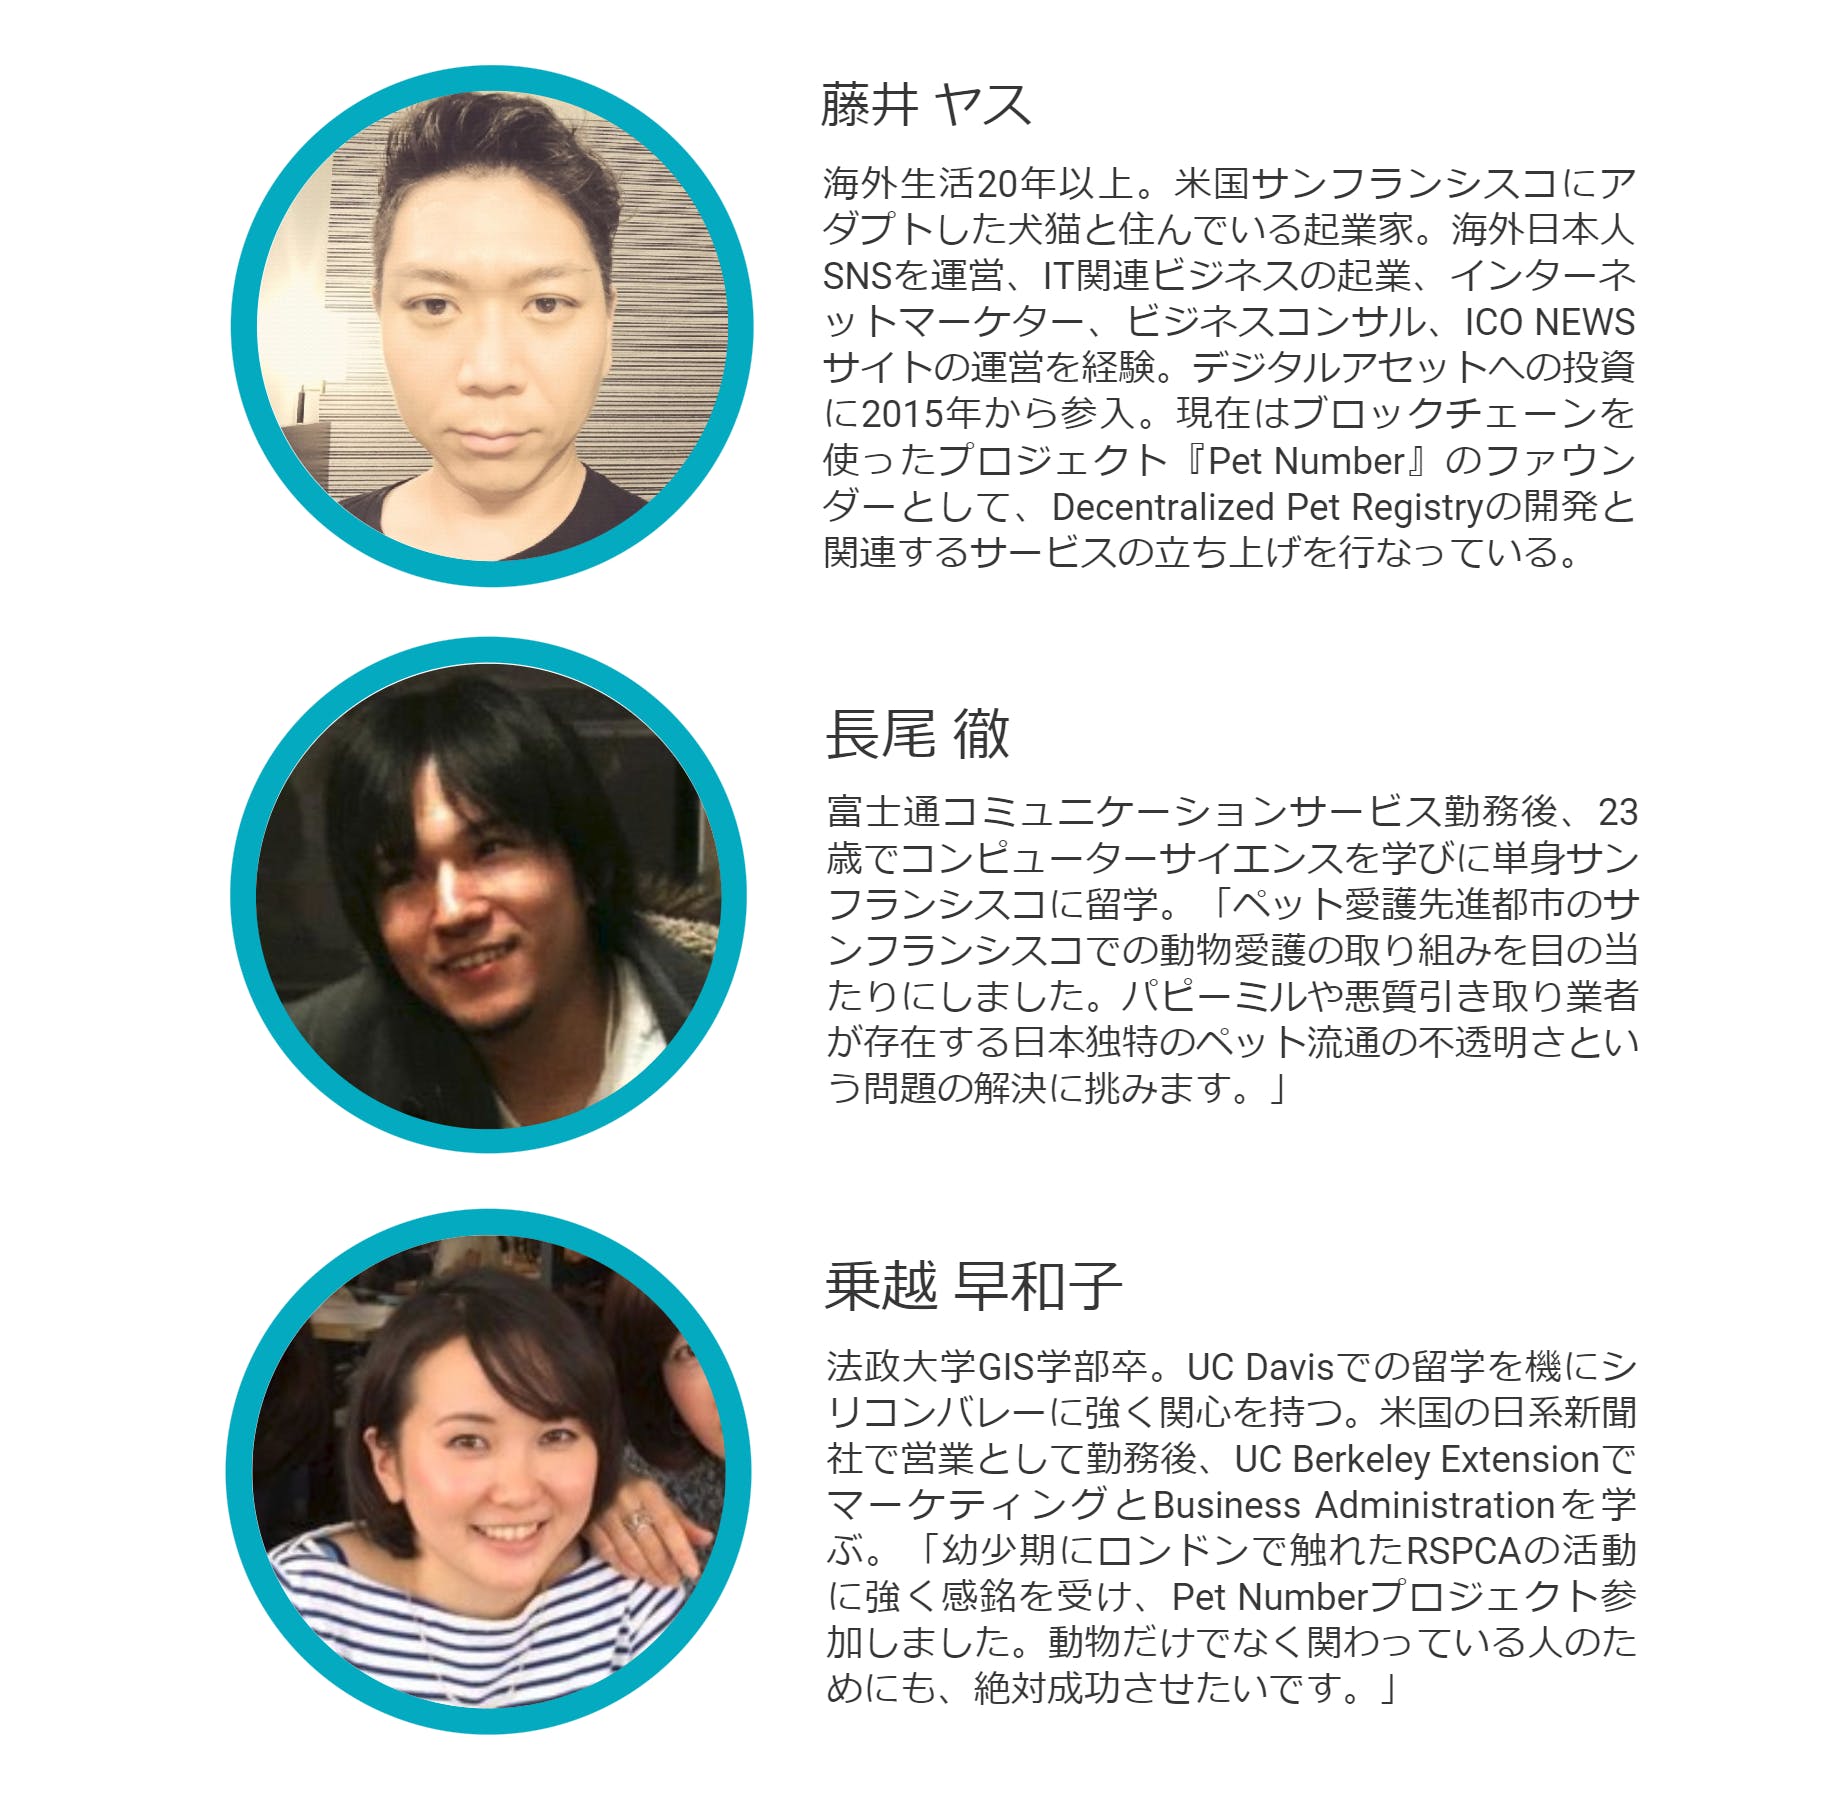 藤井 ヤス
海外生活20年以上。米国サンフランシスコにア
ダプトした犬猫と住んでいる起業家。海外日本人
SNSを運営、IT関連ビジネスの起業、インターネ
ットマーケター、ビジネスコンサル、ICO NEWS
サイトの運営を経験。デジタルアセットへの投資
に2015年から参入。現在はブロックチェーンを
使ったプロジェクト『Pet Number』のファウン
ダーとして、Decentralized Pet Registryの開発と
関連するサービスの立ち上げを行なっている。
長尾 徹
富士通コミュニケーションサービス勤務後、23
歳でコンピューターサイエンスを学びに単身サン
フランシスコに留学。「ペット愛護先進都市のサ
ンフランシスコでの動物愛護の取り組みを目の当
たりにしました。パピーミルや悪質引き取り業者
が存在する日本独特のペット流通の不透明さとい
う問題の解決に挑みます。」
乗越 早和子
法政大学GIS学部卒。UC Davisでの留学を機にシ
リコンバレーに強く関心を持つ。米国の日系新聞
社で営業として勤務後、UC Berkeley Extensionで
マーケティングとBusiness Administrationを学
ぶ。「幼少期にロンドンで触れたRSPCAの活動
に強く感銘を受け、Pet Numberプロジェクト参
加しました。動物だけでなく関わっている人のた
めにも、絶対成功させたいです。」